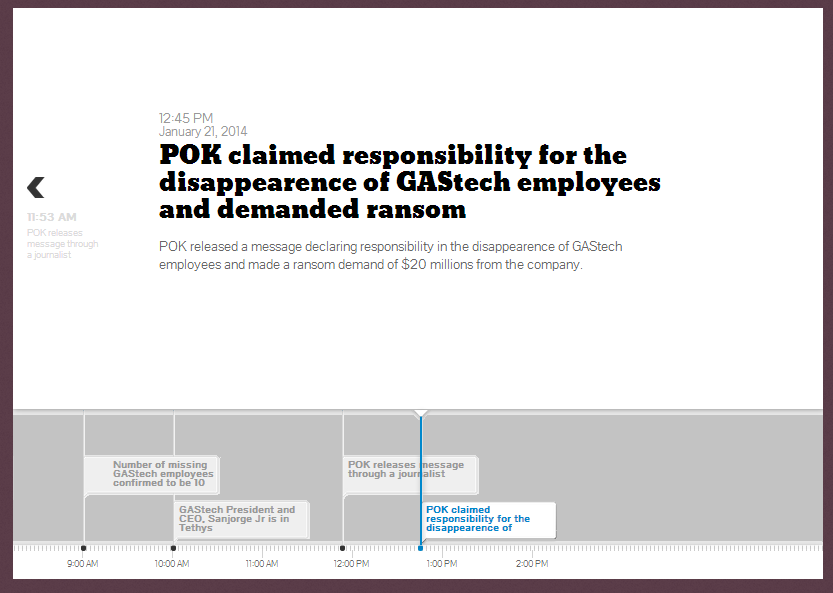 12:45 PM
January 21, 2014
POK claimed responsibility for the
disappearence of GAStech employees
and demanded ransom
POK released a message declaring responsibility in the disappearence of GAStech
employees and made a ransom demand of $20 millions from the company.
11:53 AM
POK releases
message through
a journalist
Number of missing
GAStech employees
confirmed to be 10
GAStech President and
CEO, Sanjorge Jr is in
Tethys
POK releases message
through a journalist
POK claimed
responsibility for the
disappearence of
9:00 AM
10:00 AM
11:00 AM
12:00 PM
1:00 PM
2:00 PM